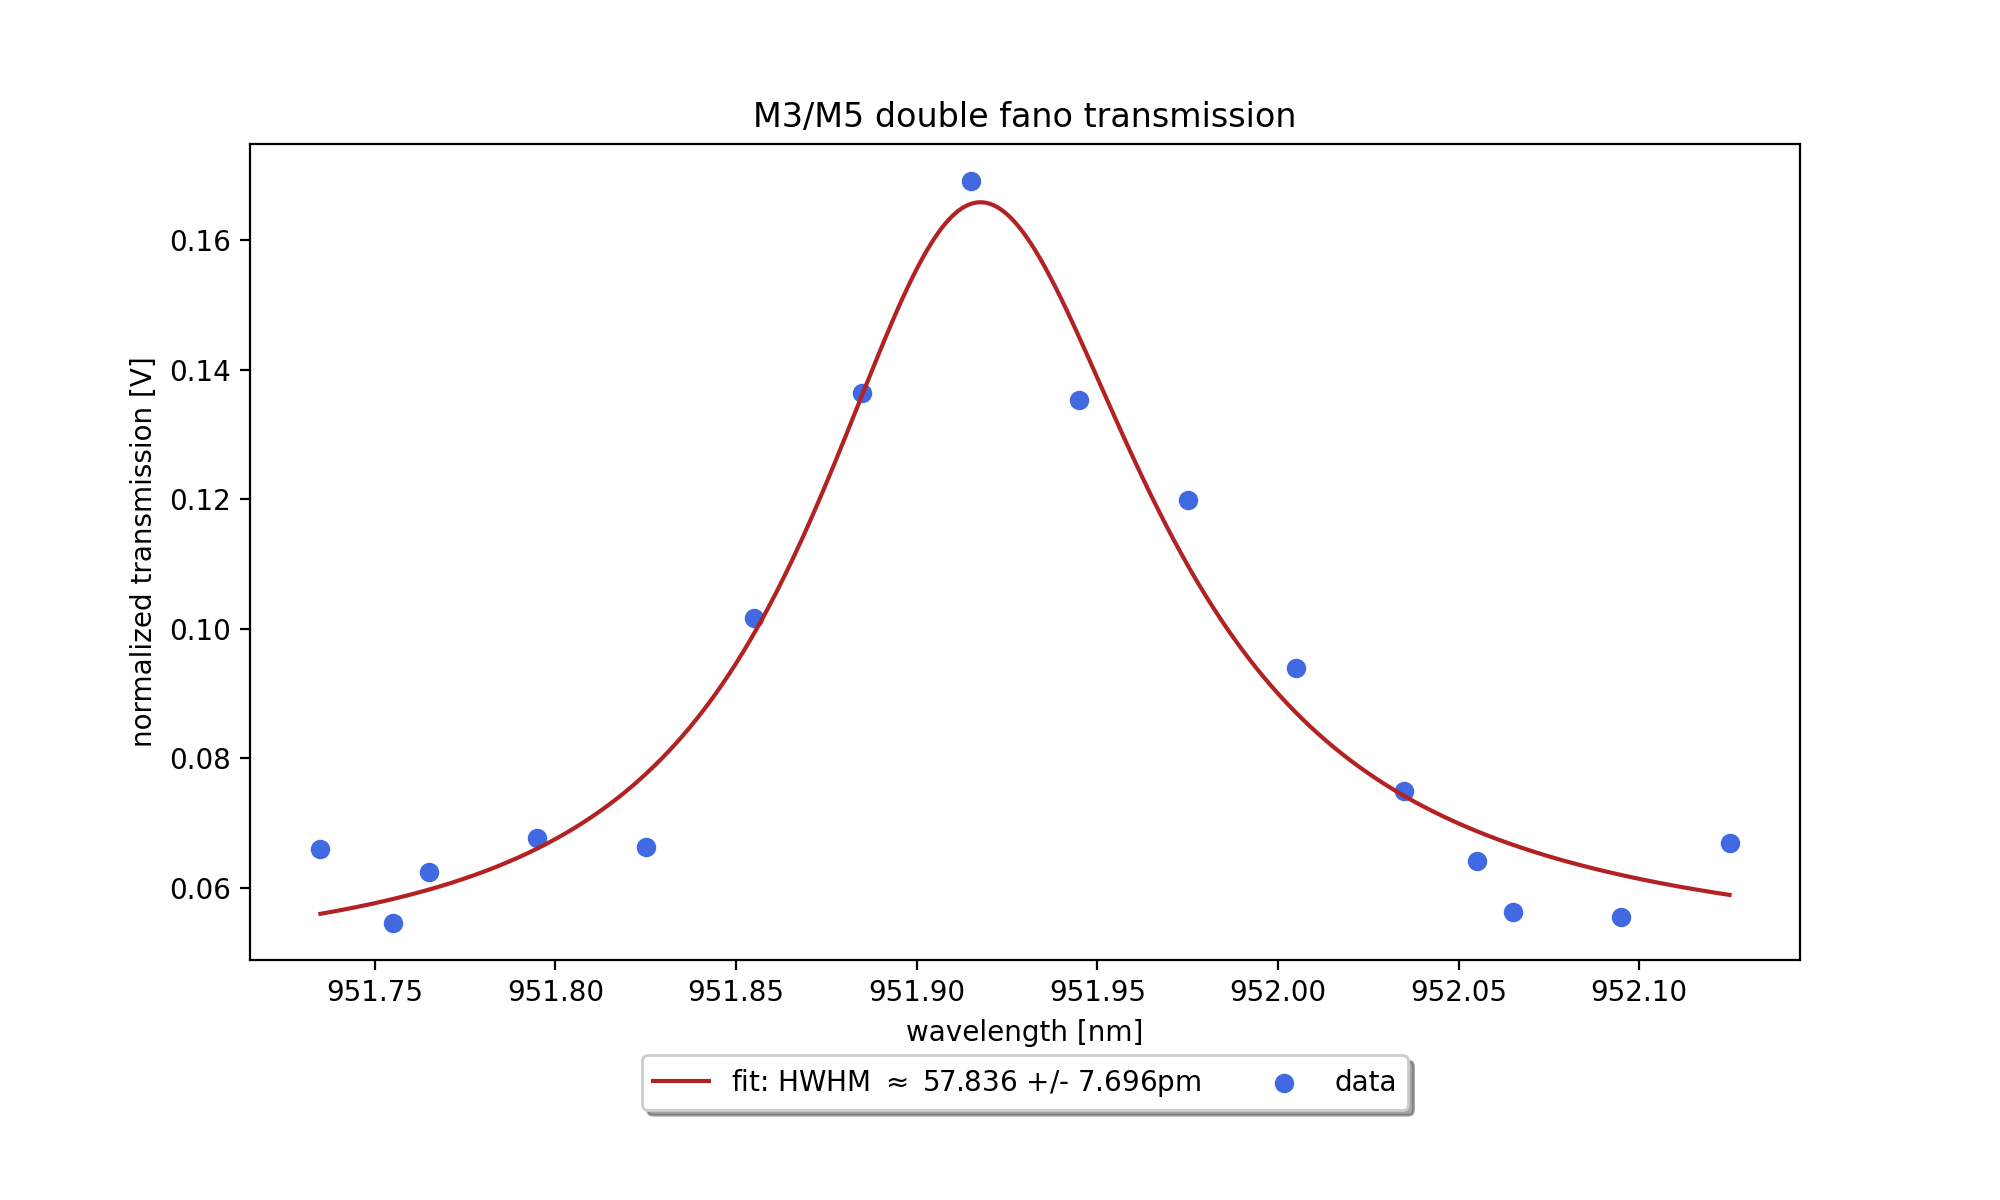 M3/M5 double fano transmission
normalized transmission [V]
0.16
0.14
0.12
0.10
0.08
0.06
951.75 951.80 951.85 951.90 951.95 952.00 952.05 952.10
wavelength [nm]
fit: HWHM ≈ 57.836 +/- 7.696pm data